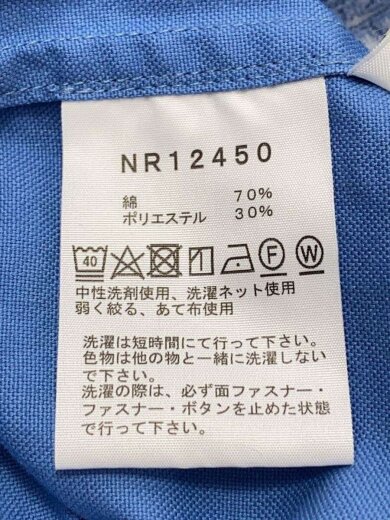 NR12450
綿 70%
ポリエステル 30%
40 F W
中性洗剤使用、洗濯ネット使用
弱く絞る、あて布使用
洗濯は短時間にて行って下さい。
色物は他の物と一緒に洗濯しない
で下さい。
洗濯の際は、必ず面ファスナー・
ファスナー・ボタンを止めた状態
で行って下さい。